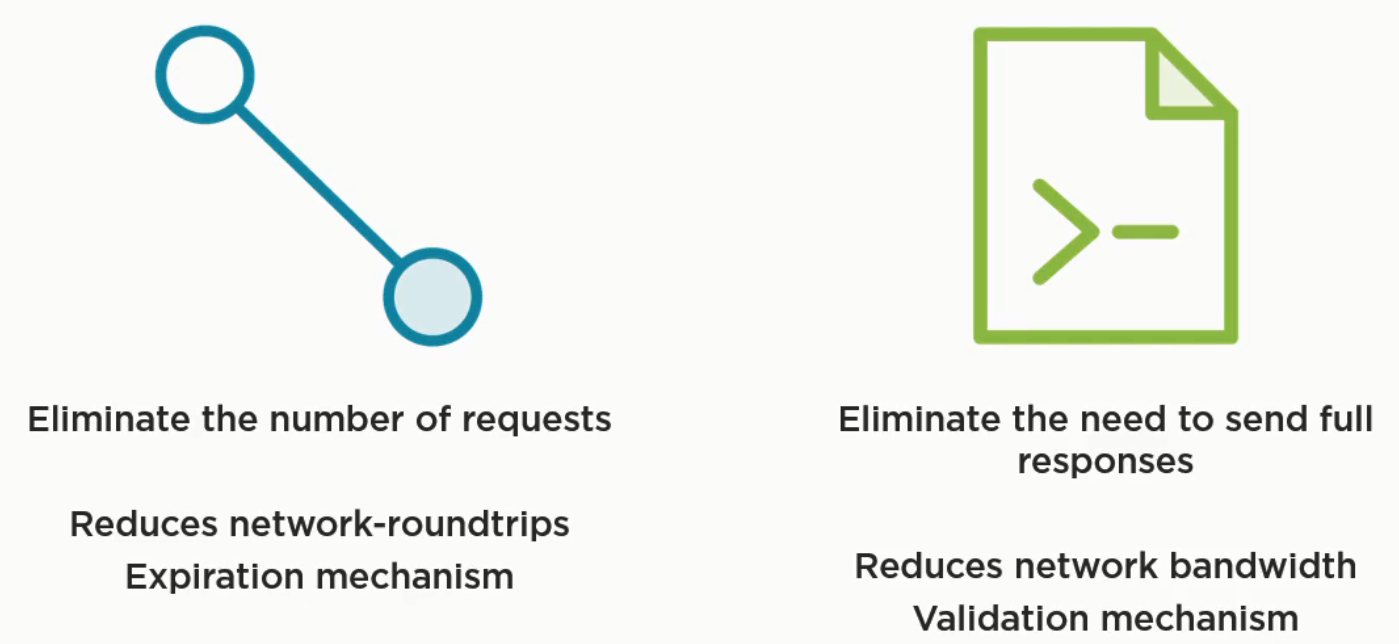 Eliminate the number of requests
Reduces network-roundtrips
Expiration mechanism
Eliminate the need to send full
responses
Reduces network bandwidth
Validation mechanism